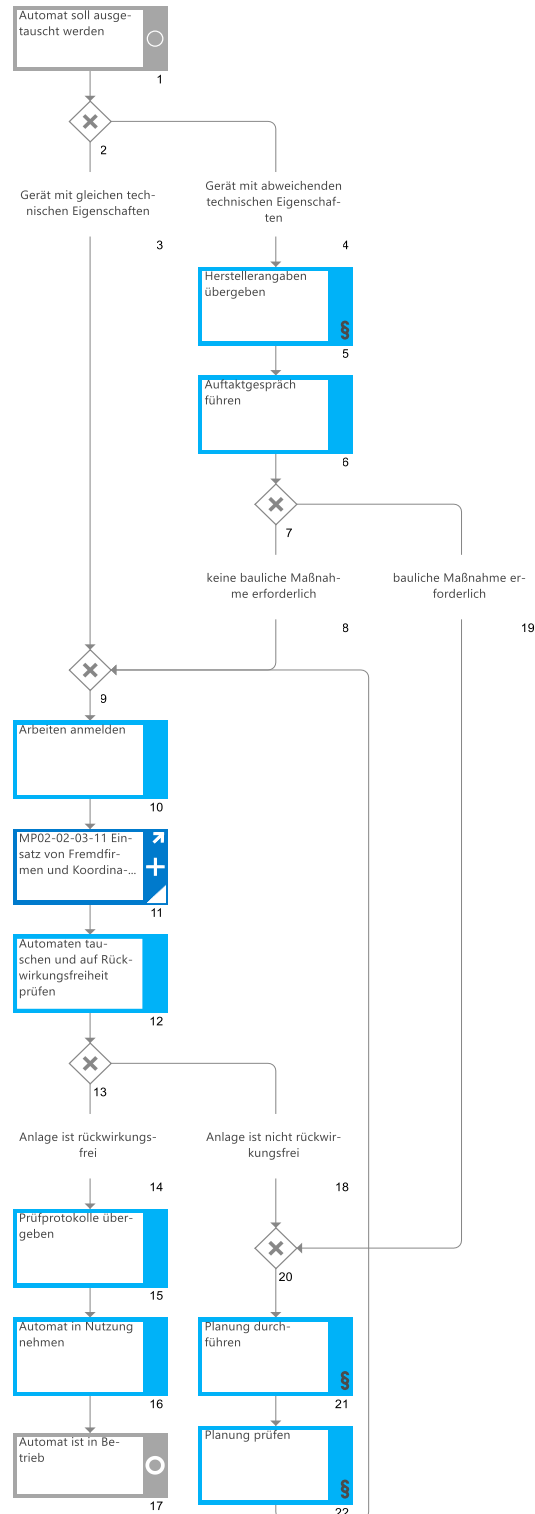 Automat soll ausge-
tauscht werden
1
2
Gerät mit gleichen tech-
nischen Eigenschaften
3
Gerät mit abweichenden
technischen Eigenschaf-
ten
4
Herstellerangaben
übergeben
§
5
Auftaktgespräch
führen
6
7
keine bauliche Maßnah-
me erforderlich
8
bauliche Maßnahme er-
forderlich
19
9
Arbeiten anmelden
10
MP02-02-03-11 Ein-
satz von Fremdfir-
men und Koordina-...
11
Automaten tau-
schen und auf Rück-
wirkungsfreiheit
prüfen
12
13
Anlage ist rückwirkungs-
frei
14
Anlage ist nicht rückwir-
kungsfrei
18
Prüfprotokolle über-
geben
15
20
Automat in Nutzung
nehmen
16
Planung durch-
führen
§
21
Automat ist in Be-
trieb
17
Planung prüfen
§
22